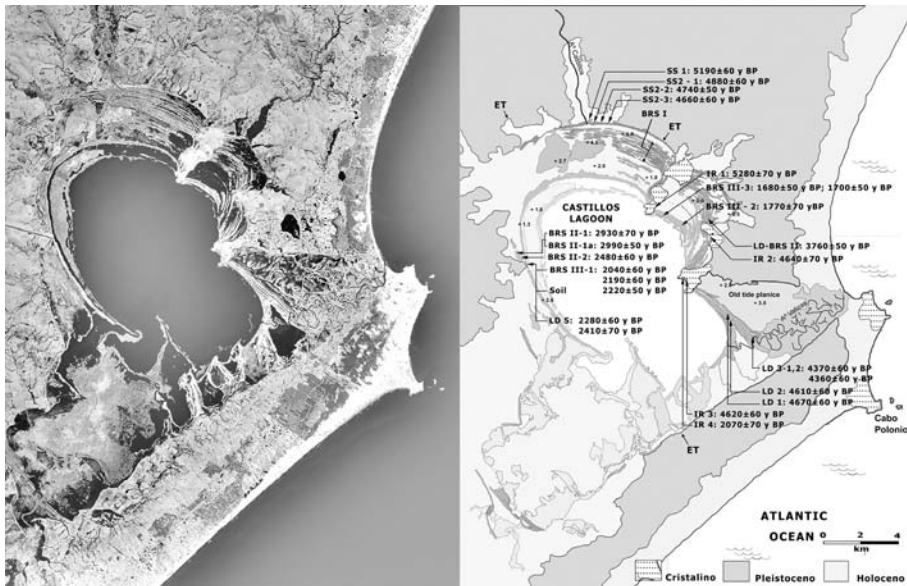 SS 1: 5190±60 y BP
SS2 - 1: 4880±60 y BP
SS2-2: 4740±50 y BP
SS2-3: 4660±60 y BP
BRS I
ET
ET
IR 1: 5280±70 y BP
BRS III-3: 1680±50 y BP; 1700±50 y BP
BRS III - 2: 1770±70 yBP
CASTILLOS
LAGOON
BRS II-1: 2930±70 y BP
BRS II-1a: 2990±50 y BP
BRS II-2: 2480±60 y BP
BRS III-1: 2040±60 y BP
2190±60 y BP
Soil 2220±50 y BP
LD-BRS II: 3760±50 y BP
IR 2: 4640±70 y BP
Old tide planice
+ 3.5
LD 5: 2280±60 y BP
2410±70 y BP
LD 3-1,2: 4370±60 y BP
4360±60 y BP
LD 2: 4610±60 y BP
LD 1: 4670±60 y BP
IR 3: 4620±60 y BP
IR 4: 2070±70 y BP
ET
Cabo
Polonio
ATLANTIC
OCEAN
0 2 4
km
Cristalino
Pleistoceno
Holoceno